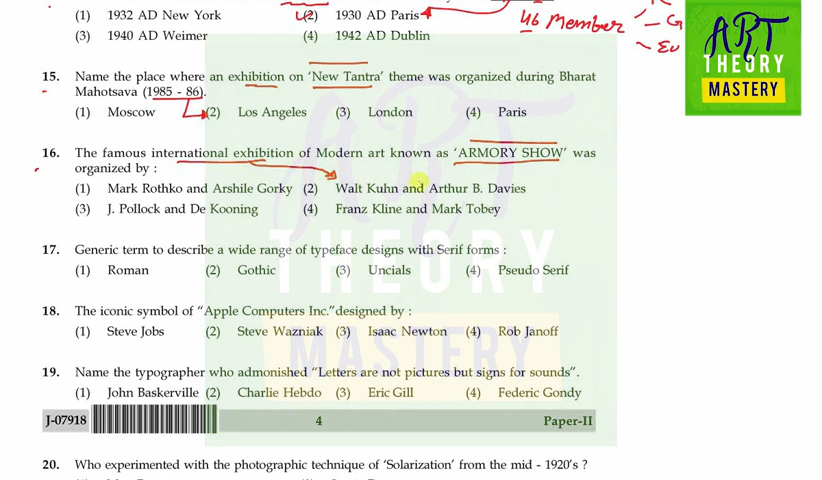 (1) 1932 AD New York (2) 1930 AD Paris
(3) 1940 AD Weimer (4) 1942 AD Dublin
46 Member
G
Eu
ART
THEORY
MASTERY
15. Name the place where an exhibition on 'New Tantra' theme was organized during Bharat
Mahotsava (1985 - 86).
(1) Moscow (2) Los Angeles (3) London (4) Paris
16. The famous international exhibition of Modern art known as 'ARMORY SHOW' was
organized by :
(1) Mark Rothko and Arshile Gorky (2) Walt Kuhn and Arthur B. Davies
(3) J. Pollock and De Kooning (4) Franz Kline and Mark Tobey
17. Generic term to describe a wide range of typeface designs with Serif forms :
(1) Roman (2) Gothic (3) Uncials (4) Pseudo Serif
18. The iconic symbol of "Apple Computers Inc."designed by :
(1) Steve Jobs (2) Steve Wazniak (3) Isaac Newton (4) Rob Janoff
19. Name the typographer who admonished "Letters are not pictures but signs for sounds".
(1) John Baskerville (2) Charlie Hebdo (3) Eric Gill (4) Federic Gondy
J-07918 4 Paper-II
20. Who experimented with the photographic technique of 'Solarization' from the mid - 1920's ?
ART
THEORY
MASTERY